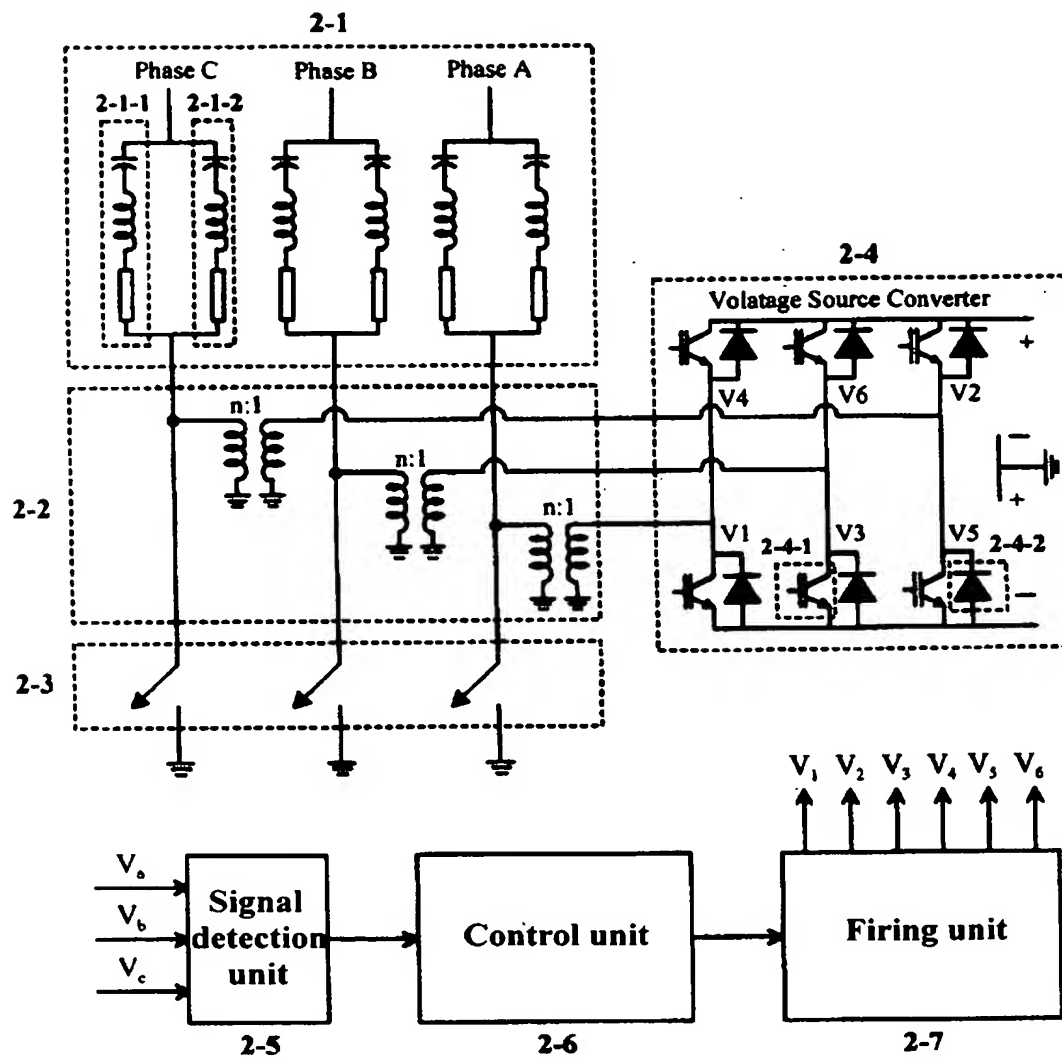 2-1
Phase C Phase B Phase A
2-1-1 2-1-2
2-4
Volatage Source Converter
+
V4 V6 V2
n:1
−
n:1
+
2-2
n:1
V1 2-4-1 V3 V5 2-4-2
−
2-3
V₁ V₂ V₃ V₄ V₅ V₆
Vₐ
V_b
V_c
Signal
detection
unit
Control unit
Firing unit
2-5 2-6 2-7